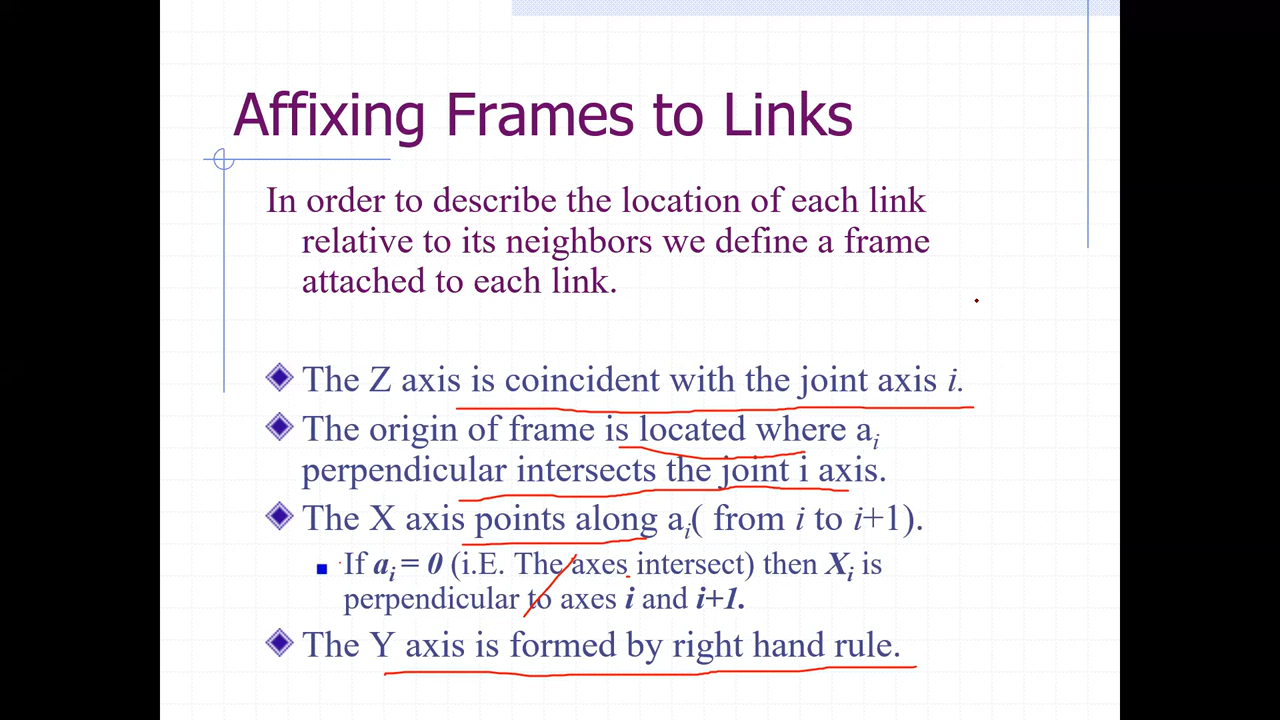 Affixing Frames to Links
In order to describe the location of each link
relative to its neighbors we define a frame
attached to each link.
The Z axis is coincident with the joint axis i.
The origin of frame is located where aᵢ
perpendicular intersects the joint i axis.
The X axis points along aᵢ( from i to i+1).
If aᵢ = 0 (i.E. The axes intersect) then Xᵢ is
perpendicular to axes i and i+1.
The Y axis is formed by right hand rule.